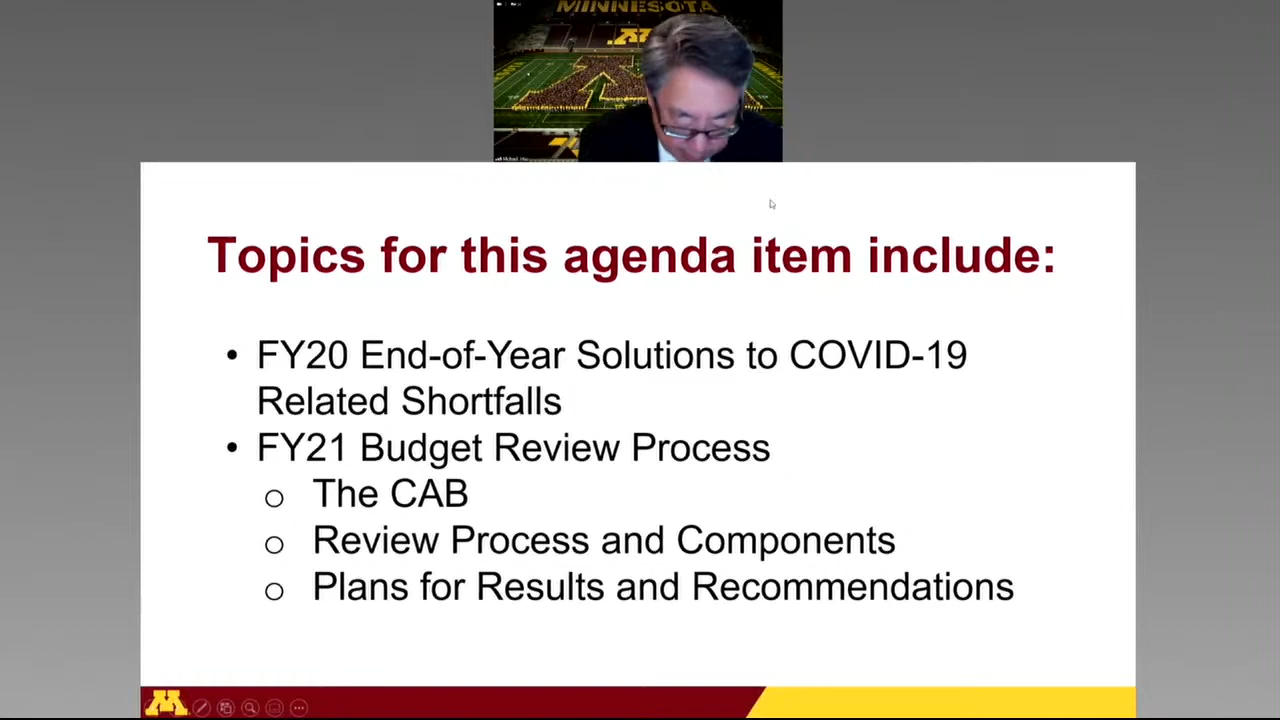 MINNESOTA
M
Topics for this agenda item include:
• FY20 End-of-Year Solutions to COVID-19
Related Shortfalls
• FY21 Budget Review Process
o The CAB
o Review Process and Components
o Plans for Results and Recommendations
M